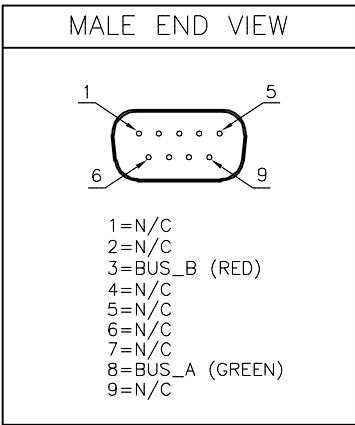 MALE END VIEW
1 5
6 9
1=N/C
2=N/C
3=BUS_B (RED)
4=N/C
5=N/C
6=N/C
7=N/C
8=BUS_A (GREEN)
9=N/C